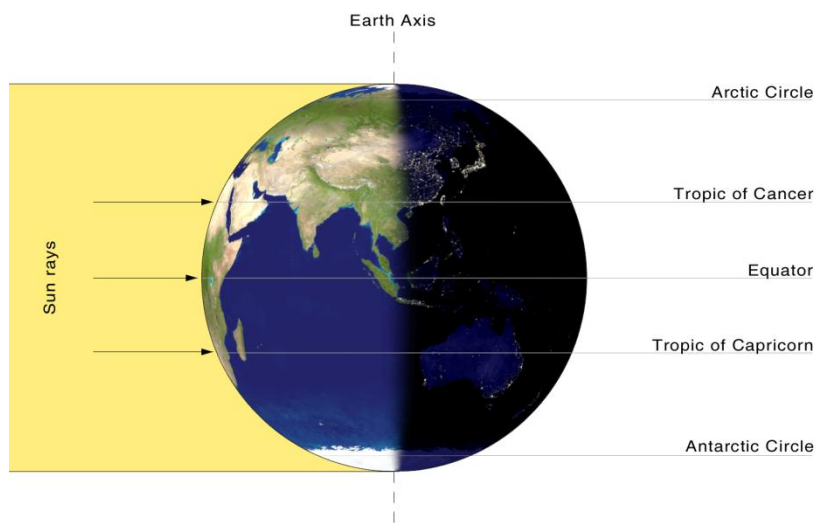 Earth Axis
Arctic Circle
Tropic of Cancer
Sun rays
Equator
Tropic of Capricorn
Antarctic Circle